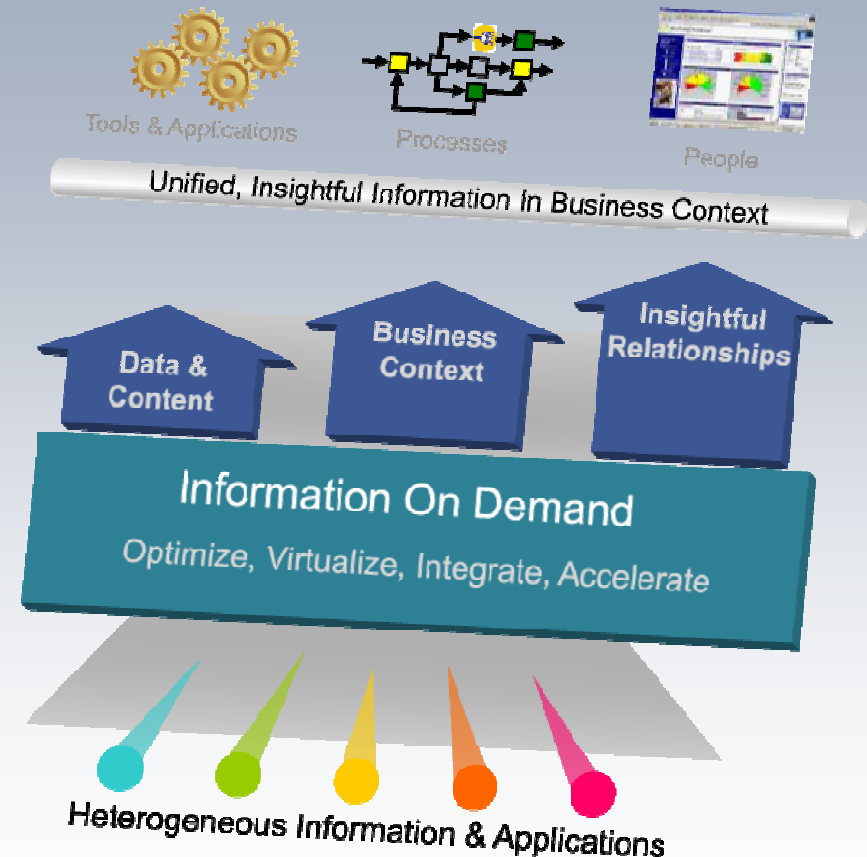 Tools & Applications
Processes
People
Unified, Insightful Information In Business Context
Data &
Content
Business
Context
Insightful
Relationships
Information On Demand
Optimize, Virtualize, Integrate, Accelerate
Heterogeneous Information & Applications